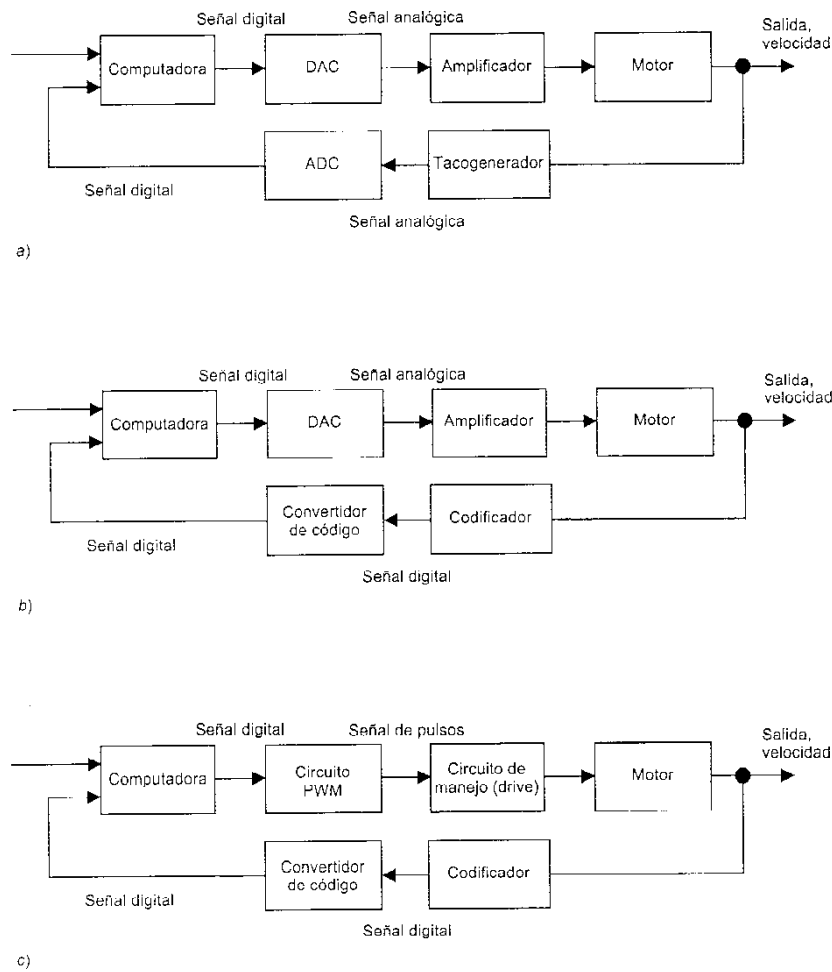 Señal digital
Señal analógica
Salida,
velocidad
Computadora
DAC
Amplificador
Motor
ADC
Tacogenerador
Señal digital
Señal analógica
a)
Señal digital
Señal analógica
Salida,
velocidad
Computadora
DAC
Amplificador
Motor
Convertidor
de código
Codificador
Señal digital
Señal digital
b)
Señal digital
Señal de pulsos
Salida,
velocidad
Computadora
Circuito
PWM
Circuito de
manejo (drive)
Motor
Convertidor
de código
Codificador
Señal digital
Señal digital
c)